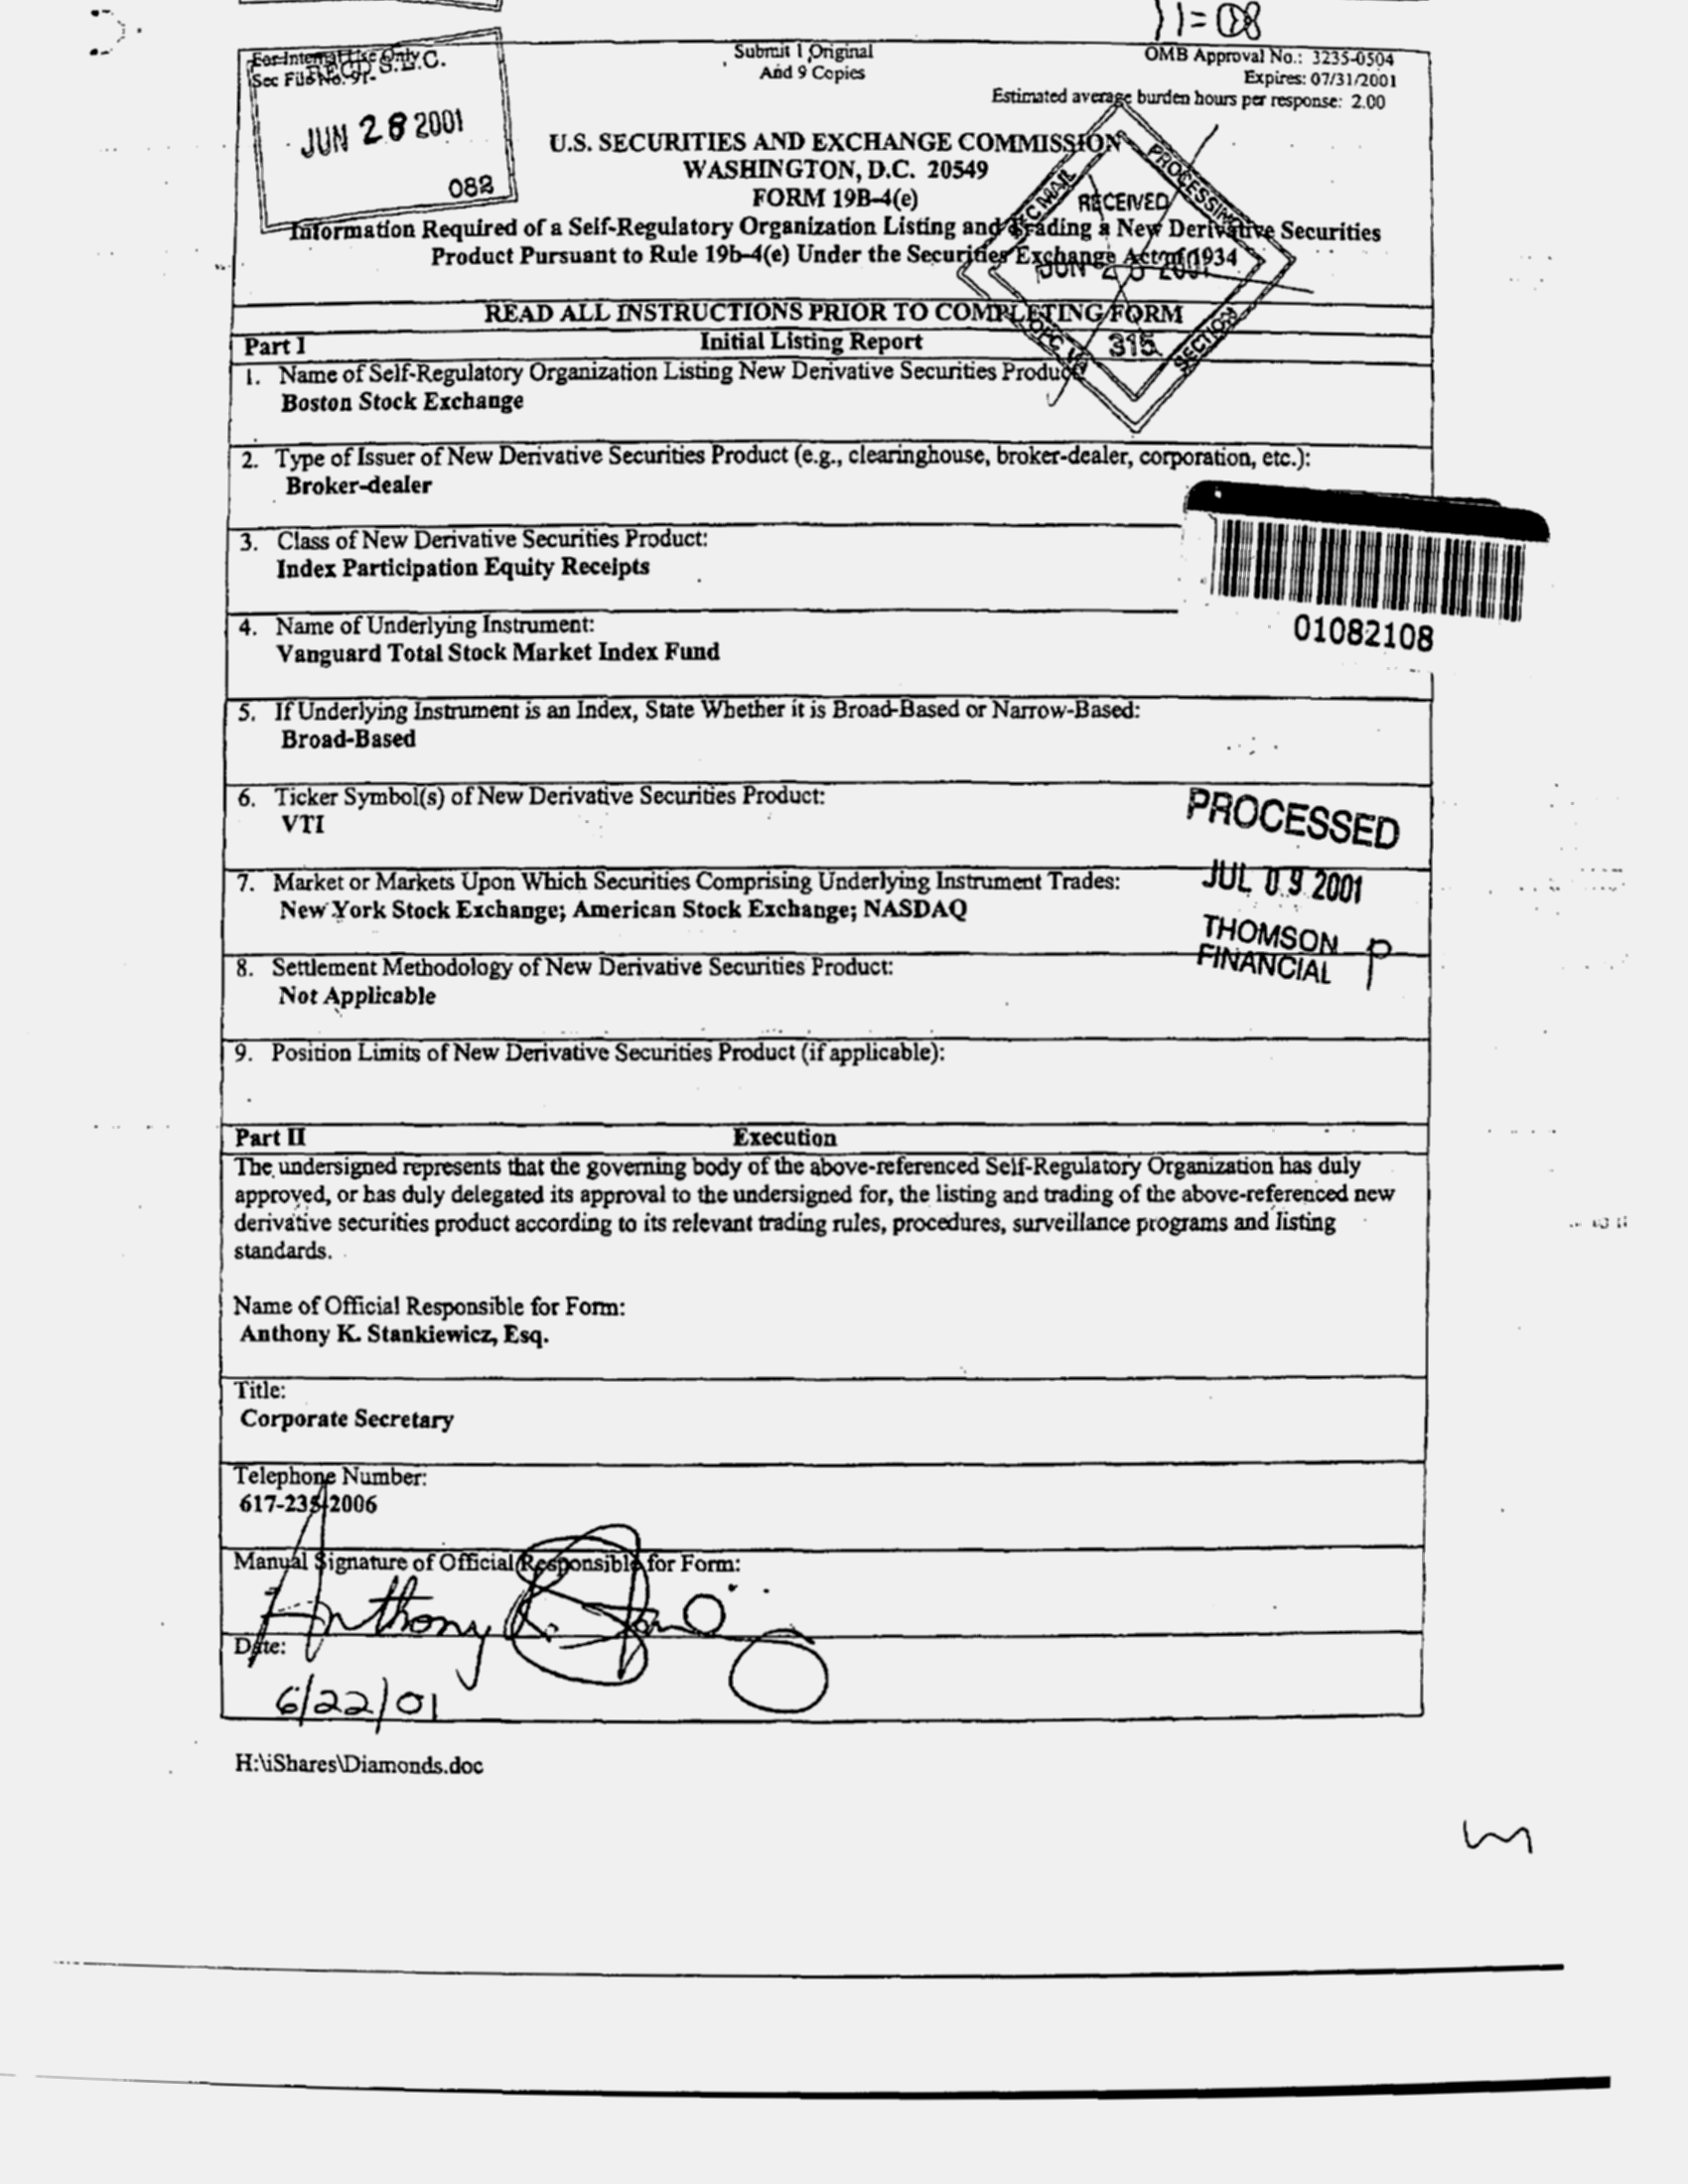 11=08
For Internal Use Only
Sec File No. 91-
REC'D S.E.C.
JUN 28 2001
082
Submit 1 Original
And 9 Copies
OMB Approval No.: 3235-0504
Expires: 07/31/2001
Estimated average burden hours per response: 2.00
U.S. SECURITIES AND EXCHANGE COMMISSION
WASHINGTON, D.C. 20549
FORM 19B-4(e)
Information Required of a Self-Regulatory Organization Listing and Trading a New Derivative Securities
Product Pursuant to Rule 19b-4(e) Under the Securities Exchange Act of 1934
PROCESSING
RECEIVED
JUN 2001
315
SECTION
READ ALL INSTRUCTIONS PRIOR TO COMPLETING FORM
Part I Initial Listing Report
1. Name of Self-Regulatory Organization Listing New Derivative Securities Product
Boston Stock Exchange
2. Type of Issuer of New Derivative Securities Product (e.g., clearinghouse, broker-dealer, corporation, etc.):
Broker-dealer
3. Class of New Derivative Securities Product:
Index Participation Equity Receipts
01082108
4. Name of Underlying Instrument:
Vanguard Total Stock Market Index Fund
5. If Underlying Instrument is an Index, State Whether it is Broad-Based or Narrow-Based:
Broad-Based
6. Ticker Symbol(s) of New Derivative Securities Product:
VTI
PROCESSED
JUL 09 2001
THOMSON
FINANCIAL P
7. Market or Markets Upon Which Securities Comprising Underlying Instrument Trades:
New York Stock Exchange; American Stock Exchange; NASDAQ
8. Settlement Methodology of New Derivative Securities Product:
Not Applicable
9. Position Limits of New Derivative Securities Product (if applicable):
Part II Execution
The undersigned represents that the governing body of the above-referenced Self-Regulatory Organization has duly
approved, or has duly delegated its approval to the undersigned for, the listing and trading of the above-referenced new
derivative securities product according to its relevant trading rules, procedures, surveillance programs and listing
standards.
Name of Official Responsible for Form:
Anthony K. Stankiewicz, Esq.
Title:
Corporate Secretary
Telephone Number:
617-235-2006
Manual Signature of Official Responsible for Form:
Anthony
Date:
6/22/01
H:\iShares\Diamonds.doc